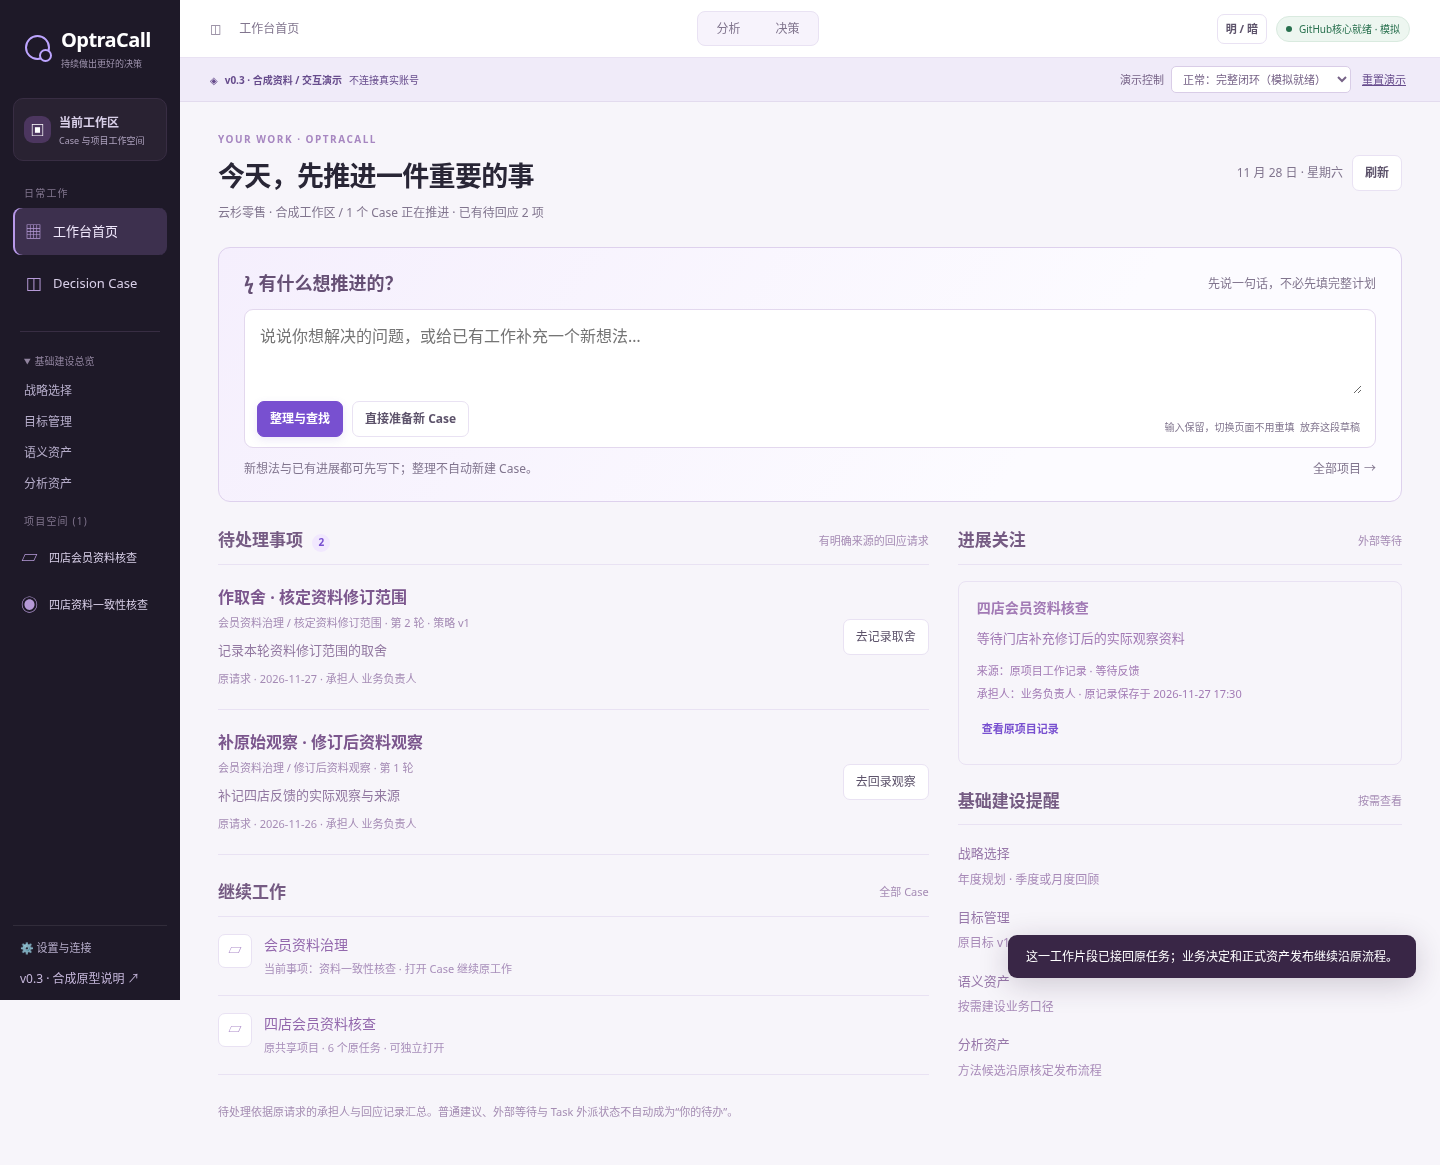 OptraCall
持续做出更好的决策
当前工作区
Case 与项目工作空间
日常工作
工作台首页
Decision Case
▼ 基础建设总览
战略选择
目标管理
语义资产
分析资产
项目空间 (1)
四店会员资料核查
四店资料一致性核查
设置与连接
v0.3 · 合成原型说明 ↗
工作台首页
分析
决策
明 / 暗
GitHub核心就绪 · 模拟
v0.3 · 合成资料 / 交互演示 不连接真实账号
演示控制
正常：完整闭环（模拟就绪）
重置演示
YOUR WORK · OPTRACALL
今天，先推进一件重要的事
云杉零售 · 合成工作区 / 1 个 Case 正在推进 · 已有待回应 2 项
11 月 28 日 · 星期六
刷新
有什么想推进的？
先说一句话，不必先填完整计划
说说你想解决的问题，或给已有工作补充一个新想法…
整理与查找
直接准备新 Case
输入保留，切换页面不用重填 放弃这段草稿
新想法与已有进展都可先写下；整理不自动新建 Case。
全部项目 →
待处理事项 2
有明确来源的回应请求
作取舍 · 核定资料修订范围
会员资料治理 / 核定资料修订范围 · 第 2 轮 · 策略 v1
记录本轮资料修订范围的取舍
原请求 · 2026-11-27 · 承担人 业务负责人
去记录取舍
补原始观察 · 修订后资料观察
会员资料治理 / 修订后资料观察 · 第 1 轮
补记四店反馈的实际观察与来源
原请求 · 2026-11-26 · 承担人 业务负责人
去回录观察
继续工作
全部 Case
会员资料治理
当前事项：资料一致性核查 · 打开 Case 继续原工作
四店会员资料核查
原共享项目 · 6 个原任务 · 可独立打开
待处理依据原请求的承担人与回应记录汇总。普通建议、外部等待与 Task 外派状态不自动成为“你的待办”。
进展关注
外部等待
四店会员资料核查
等待门店补充修订后的实际观察资料
来源：原项目工作记录 · 等待反馈
承担人：业务负责人 · 原记录保存于 2026-11-27 17:30
查看原项目记录
基础建设提醒
按需查看
战略选择
年度规划 · 季度或月度回顾
目标管理
原目标 v1
这一工作片段已接回原任务；业务决定和正式资产发布继续沿原流程。
语义资产
按需建设业务口径
分析资产
方法候选沿原核定发布流程